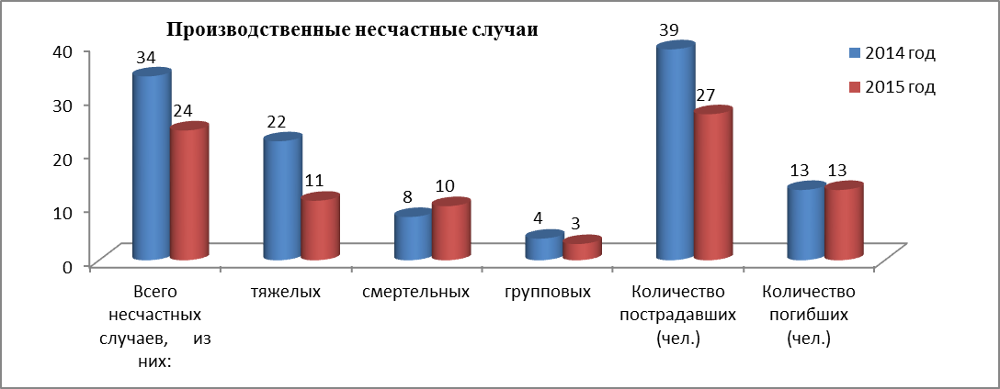 Производственные несчастные случаи
2014 год
2015 год
40
30
20
10
0
34
24
22
11
8
10
4
3
39
27
13
13
Всего
несчастных
случаев, из
них:
тяжелых
смертельных
групповых
Количество
пострадавших
(чел.)
Количество
погибших
(чел.)